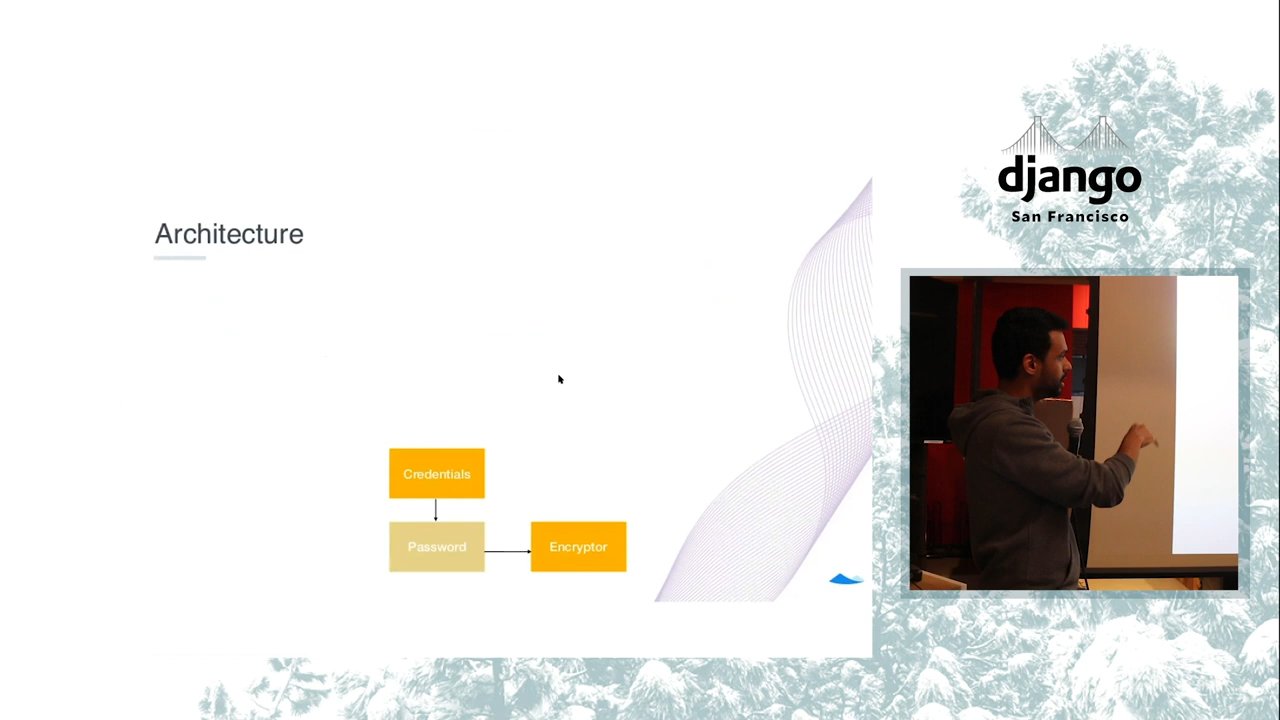 Architecture
Credentials
Password
Encryptor
django
San Francisco